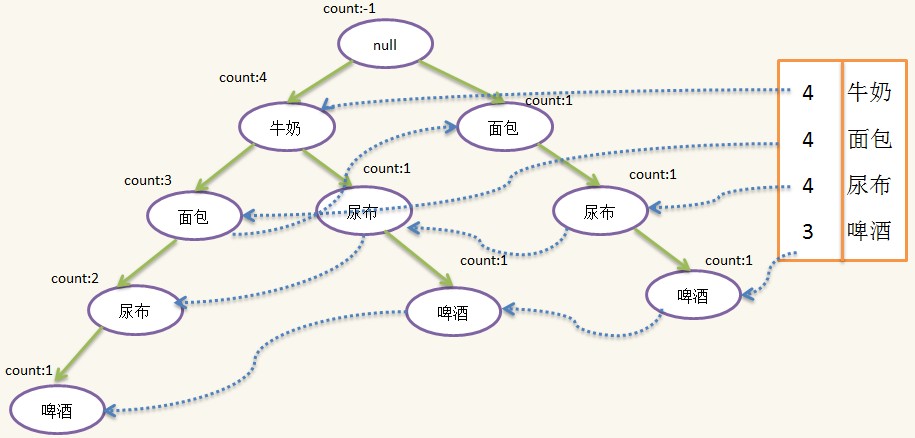 count:-1
null
count:4
count:1
4 牛奶
牛奶
面包
4 面包
count:3
count:1
count:1
4 尿布
面包
尿布
尿布
3 啤酒
count:2
count:1
count:1
尿布
啤酒
啤酒
count:1
啤酒